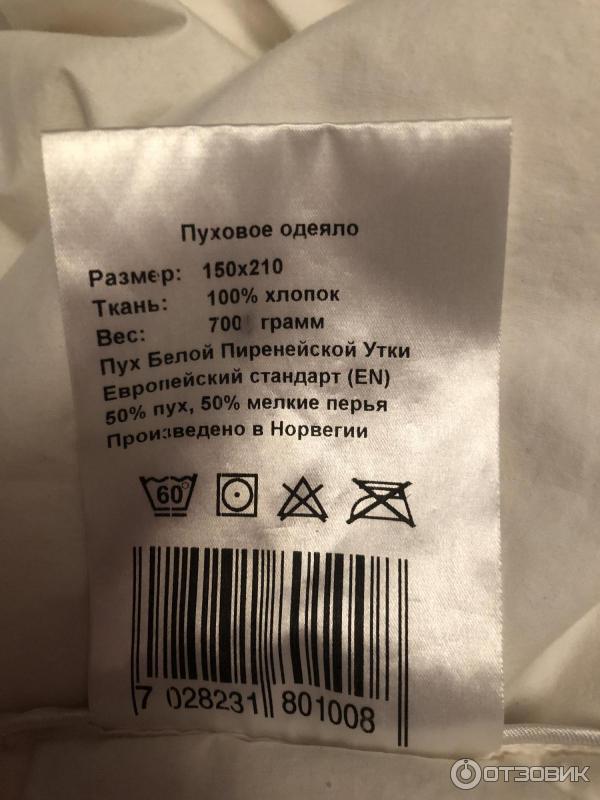 Пуховое одеяло
Размер: 150x210
Ткань: 100% хлопок
Вес: 700 грамм
Пух Белой Пиренейской Утки
Европейский стандарт (EN)
50% пух, 50% мелкие перья
Произведено в Норвегии
60°
7 028231 801008
ОТЗОВИК